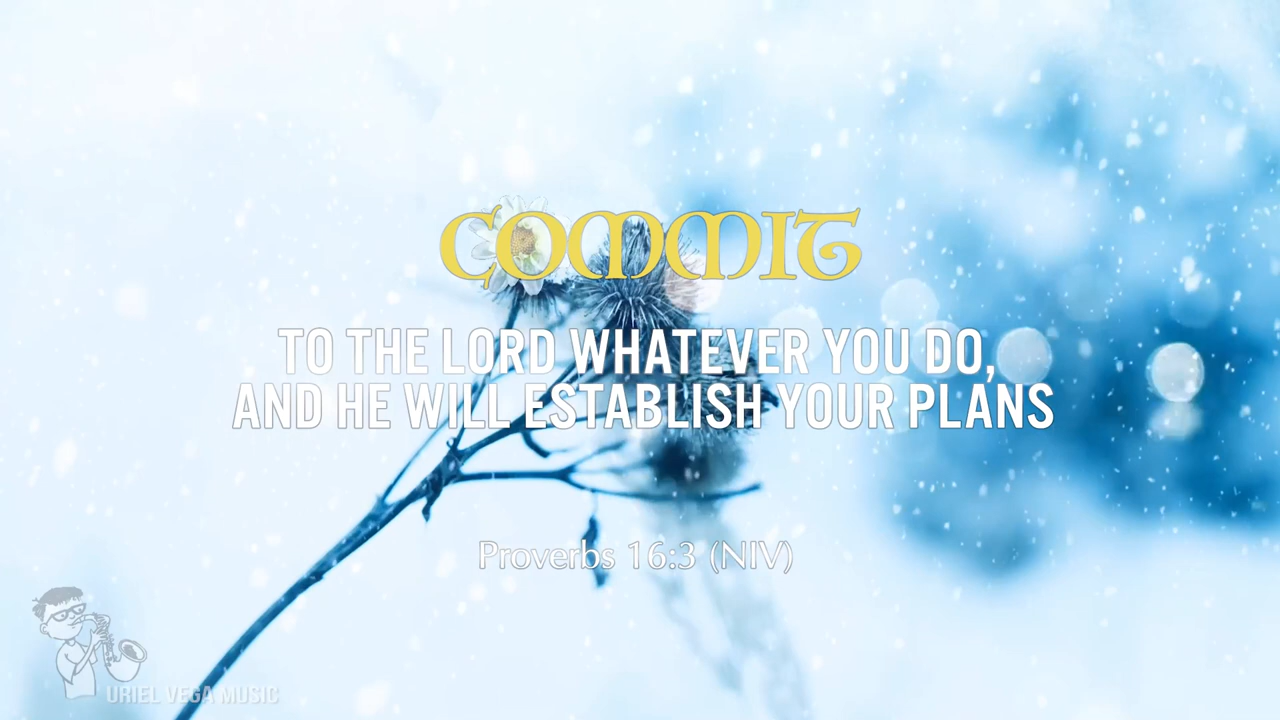 COMMIT
TO THE LORD WHATEVER YOU DO,
AND HE WILL ESTABLISH YOUR PLANS
Proverbs 16:3 (NIV)
URIEL VEGA MUSIC